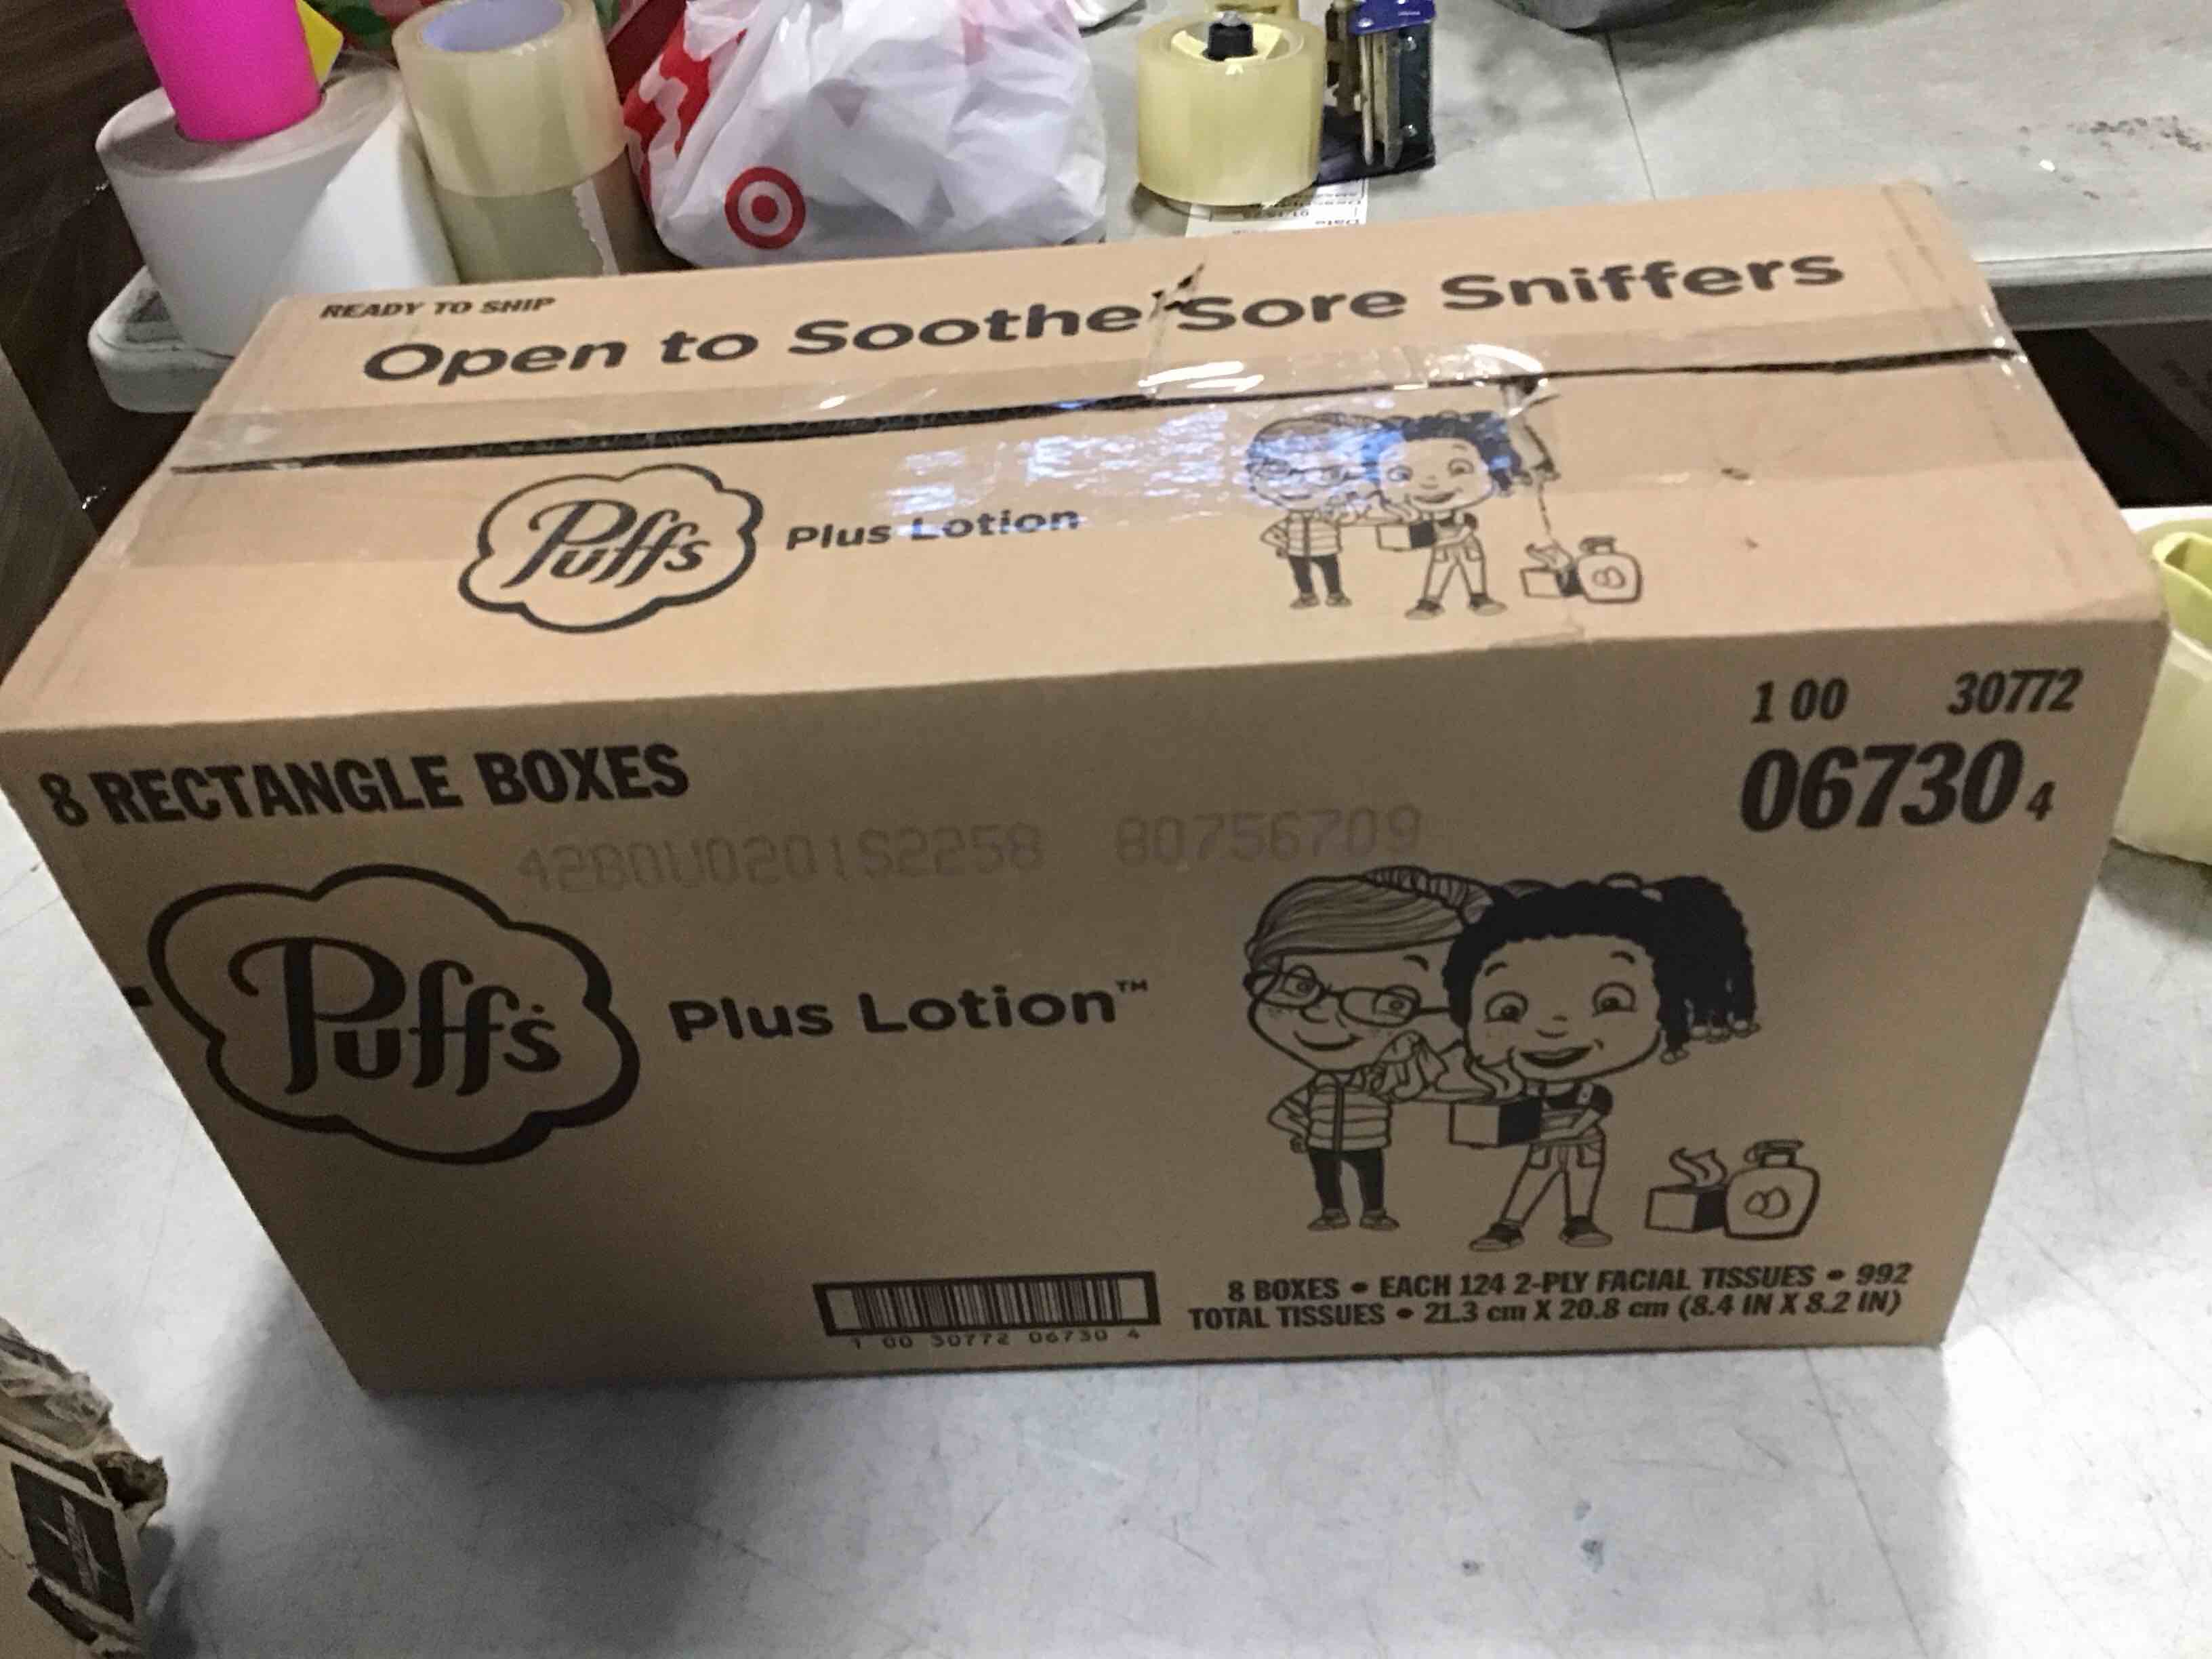 READY TO SHIP
Open to Soothe Sore Sniffers
Puffs Plus Lotion
1 00 30772
8 RECTANGLE BOXES
06730 4
4280U0201S2258 80756709
Puffs Plus Lotion™
8 BOXES • EACH 124 2-PLY FACIAL TISSUES • 992
TOTAL TISSUES • 21.3 cm X 20.8 cm (8.4 IN X 8.2 IN)
1 00 30772 06730 4